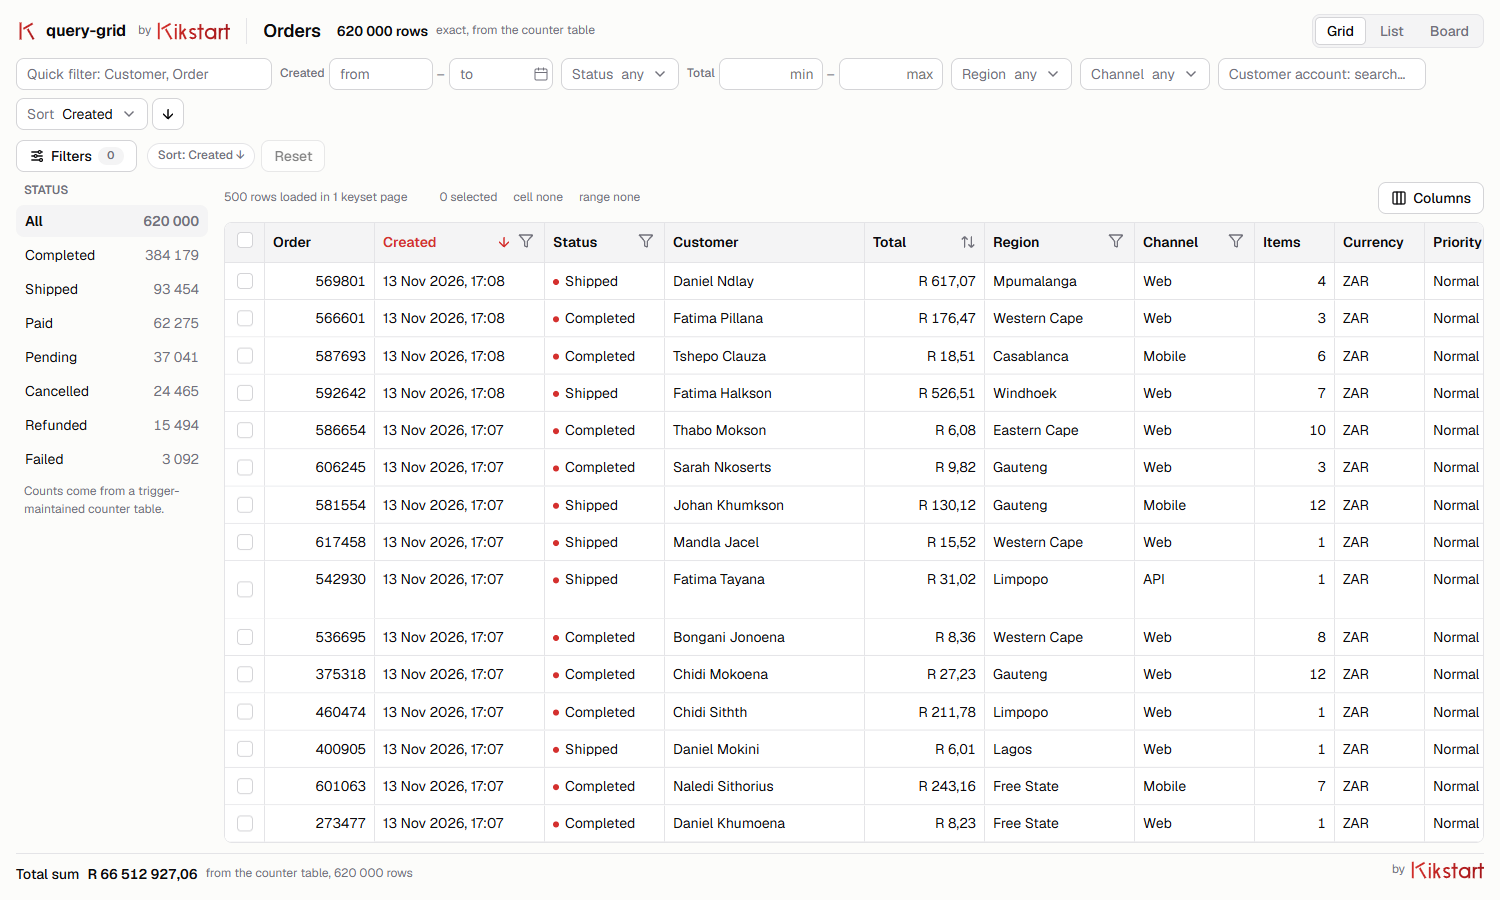 query-grid by Kikstart Orders 620 000 rows exact, from the counter table Grid List Board
Quick filter: Customer, Order Created from – to Status any Total min – max Region any Channel any Customer account: search…
Sort Created
Filters 0 Sort: Created ↓ Reset
STATUS
All 620 000
Completed 384 179
Shipped 93 454
Paid 62 275
Pending 37 041
Cancelled 24 465
Refunded 15 494
Failed 3 092
Counts come from a trigger-
maintained counter table.
500 rows loaded in 1 keyset page 0 selected cell none range none Columns
Order Created Status Customer Total Region Channel Items Currency Priority
569801 13 Nov 2026, 17:08 Shipped Daniel Ndlay R 617,07 Mpumalanga Web 4 ZAR Normal
566601 13 Nov 2026, 17:08 Completed Fatima Pillana R 176,47 Western Cape Web 3 ZAR Normal
587693 13 Nov 2026, 17:08 Completed Tshepo Clauza R 18,51 Casablanca Mobile 6 ZAR Normal
592642 13 Nov 2026, 17:08 Shipped Fatima Halkson R 526,51 Windhoek Web 7 ZAR Normal
586654 13 Nov 2026, 17:07 Completed Thabo Mokson R 6,08 Eastern Cape Web 10 ZAR Normal
606245 13 Nov 2026, 17:07 Completed Sarah Nkoserts R 9,82 Gauteng Web 3 ZAR Normal
581554 13 Nov 2026, 17:07 Shipped Johan Khumkson R 130,12 Gauteng Mobile 12 ZAR Normal
617458 13 Nov 2026, 17:07 Shipped Mandla Jacel R 15,52 Western Cape Web 1 ZAR Normal
542930 13 Nov 2026, 17:07 Shipped Fatima Tayana R 31,02 Limpopo API 1 ZAR Normal
536695 13 Nov 2026, 17:07 Completed Bongani Jonoena R 8,36 Western Cape Web 8 ZAR Normal
375318 13 Nov 2026, 17:07 Completed Chidi Mokoena R 27,23 Gauteng Web 12 ZAR Normal
460474 13 Nov 2026, 17:07 Completed Chidi Sithth R 211,78 Limpopo Web 1 ZAR Normal
400905 13 Nov 2026, 17:07 Shipped Daniel Mokini R 6,01 Lagos Web 1 ZAR Normal
601063 13 Nov 2026, 17:07 Completed Naledi Sithorius R 243,16 Free State Mobile 7 ZAR Normal
273477 13 Nov 2026, 17:07 Completed Daniel Khumoena R 8,23 Free State Web 1 ZAR Normal
Total sum R 66 512 927,06 from the counter table, 620 000 rows by Kikstart